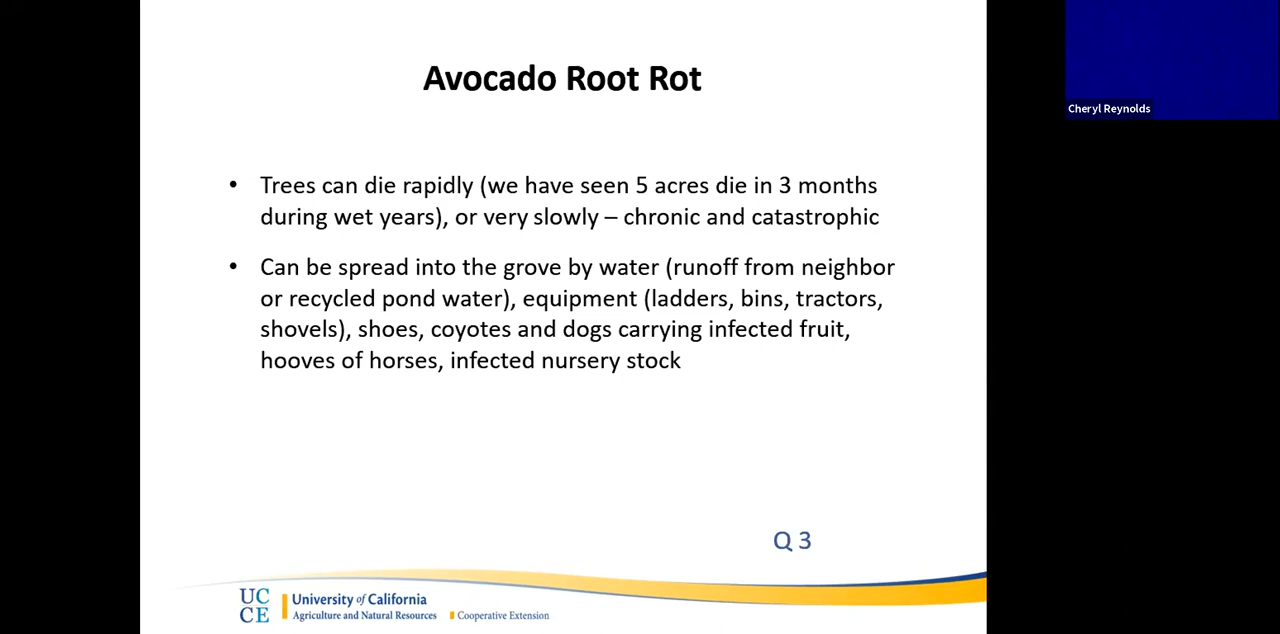 Avocado Root Rot
• Trees can die rapidly (we have seen 5 acres die in 3 months
during wet years), or very slowly – chronic and catastrophic
• Can be spread into the grove by water (runoff from neighbor
or recycled pond water), equipment (ladders, bins, tractors,
shovels), shoes, coyotes and dogs carrying infected fruit,
hooves of horses, infected nursery stock
Q 3
UC
CE
University of California
Agriculture and Natural Resources
Cooperative Extension
Cheryl Reynolds